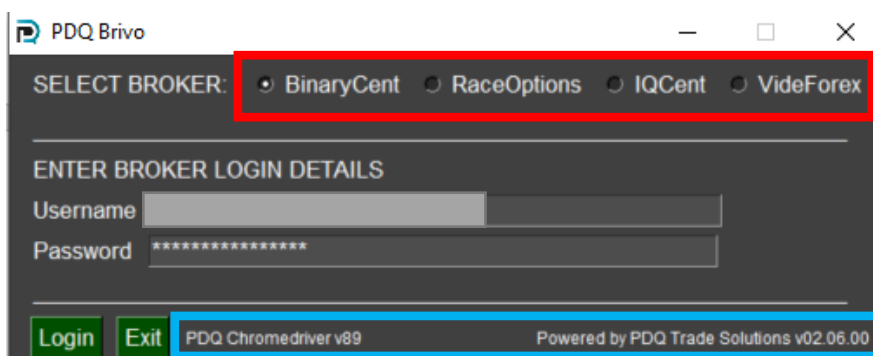 PDQ Brivo
SELECT BROKER: BinaryCent RaceOptions IQCent VideForex
ENTER BROKER LOGIN DETAILS
Username
Password ****************
Login Exit PDQ Chromedriver v89 Powered by PDQ Trade Solutions v02.06.00